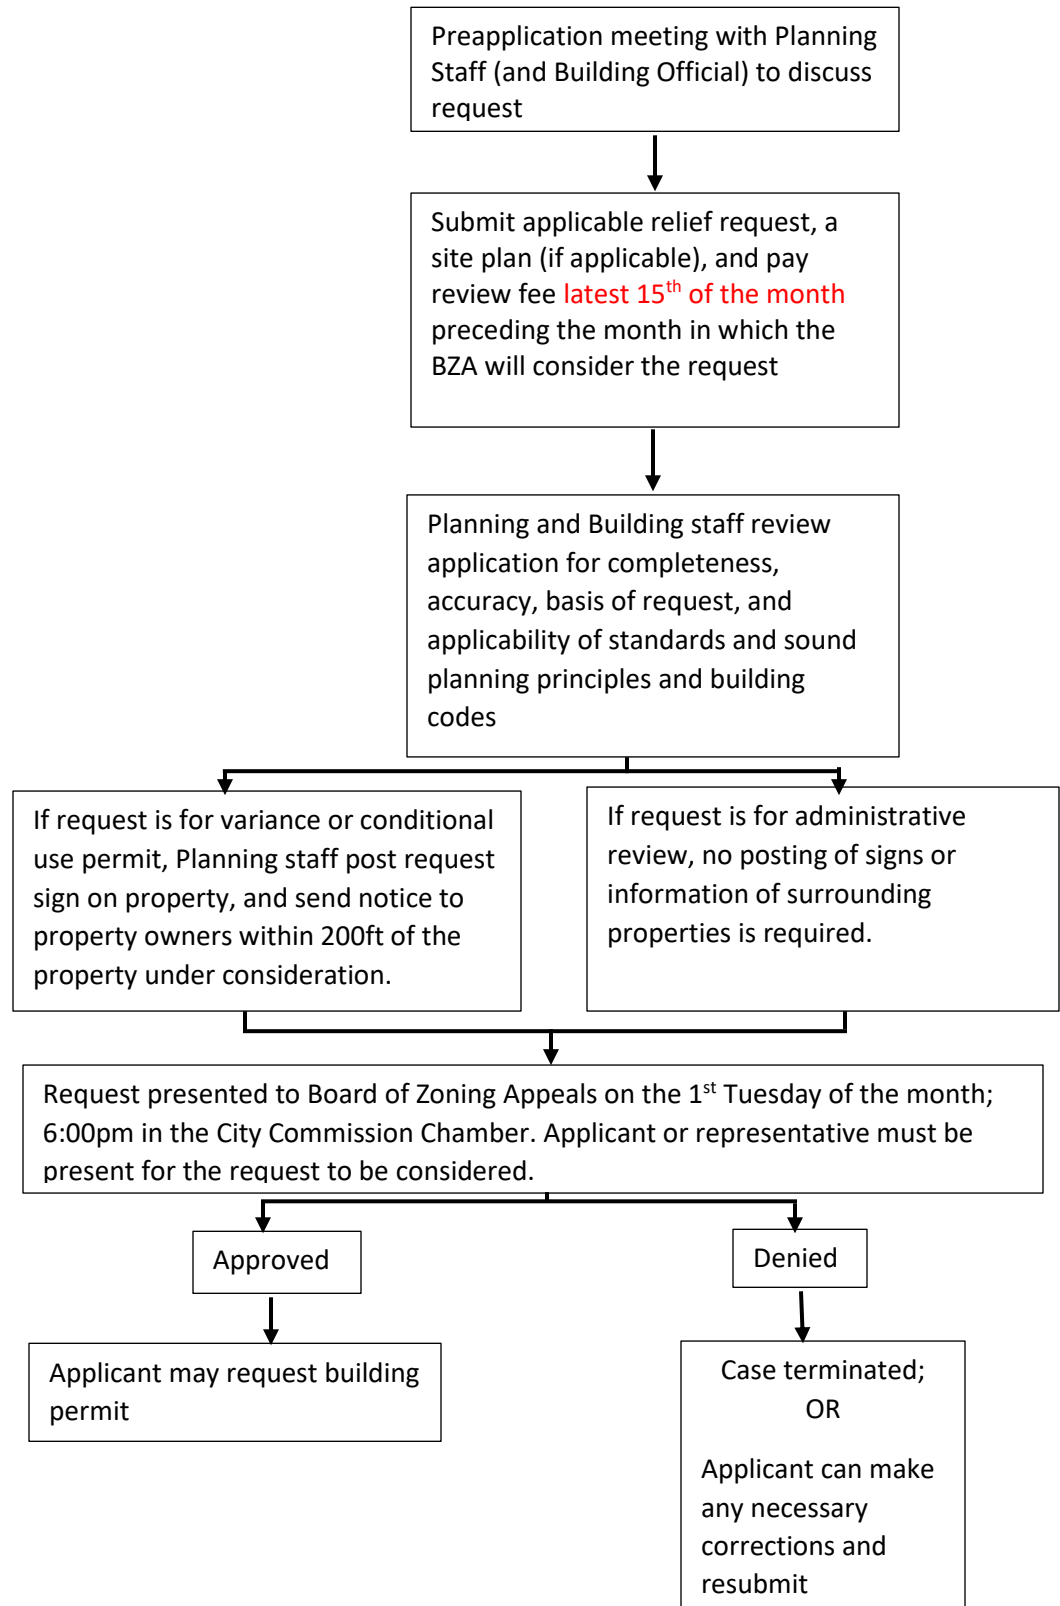 Preapplication meeting with Planning
Staff (and Building Official) to discuss
request
Submit applicable relief request, a
site plan (if applicable), and pay
review fee latest 15th of the month
preceding the month in which the
BZA will consider the request
Planning and Building staff review
application for completeness,
accuracy, basis of request, and
applicability of standards and sound
planning principles and building
codes
If request is for variance or conditional
use permit, Planning staff post request
sign on property, and send notice to
property owners within 200ft of the
property under consideration.
If request is for administrative
review, no posting of signs or
information of surrounding
properties is required.
Request presented to Board of Zoning Appeals on the 1st Tuesday of the month;
6:00pm in the City Commission Chamber. Applicant or representative must be
present for the request to be considered.
Approved
Denied
Applicant may request building
permit
Case terminated;
OR
Applicant can make
any necessary
corrections and
resubmit